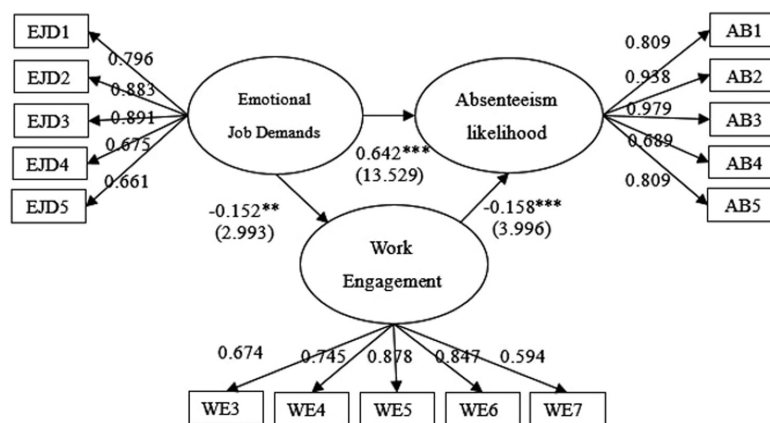 EJD1
EJD2
EJD3
EJD4
EJD5
0.796
0.883
0.891
0.675
0.661
Emotional
Job Demands
Absenteeism
likelihood
0.642***
(13.529)
0.809
0.938
0.979
0.689
0.809
AB1
AB2
AB3
AB4
AB5
-0.152**
(2.993)
-0.158***
(3.996)
Work
Engagement
0.674
0.745
0.878
0.847
0.594
WE3
WE4
WE5
WE6
WE7